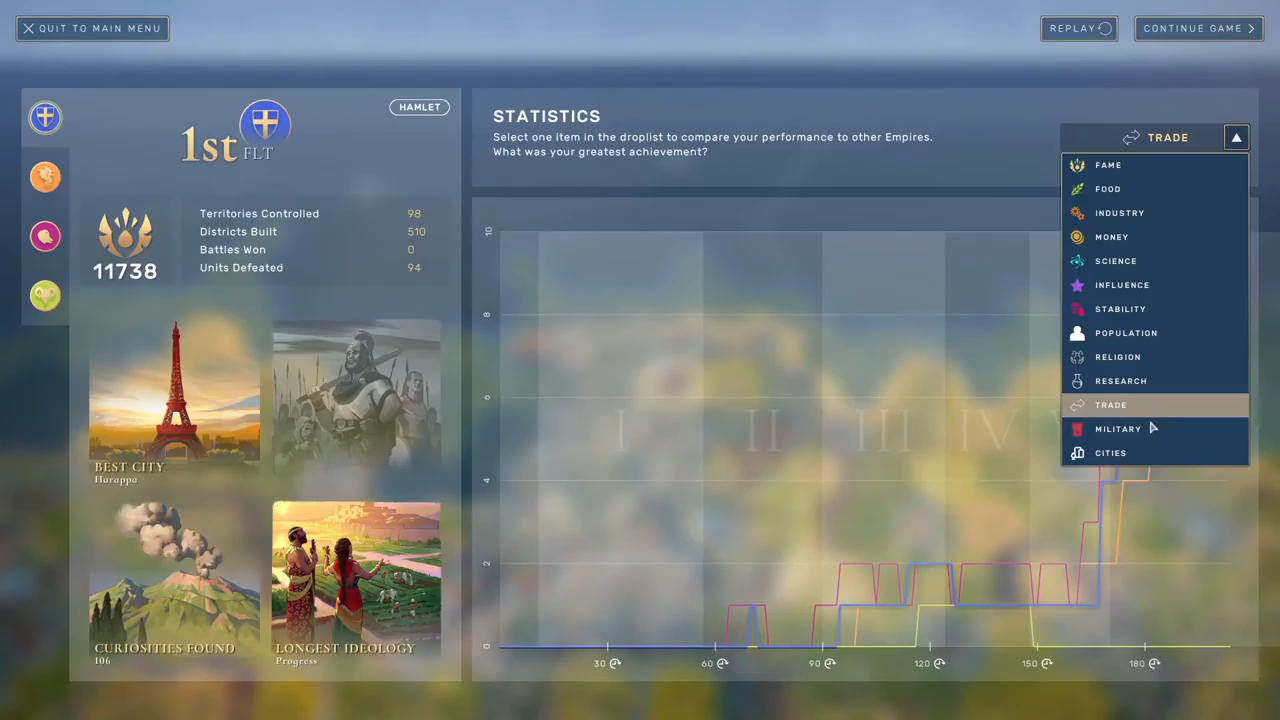 QUIT TO MAIN MENU
REPLAY
CONTINUE GAME
HAMLET
1st
FLT
11738
Territories Controlled 98
Districts Built 510
Battles Won 0
Units Defeated 94
BEST CITY
Harappa
CURIOSITIES FOUND
106
LONGEST IDEOLOGY
Progress
STATISTICS
Select one item in the droplist to compare your performance to other Empires.
What was your greatest achievement?
TRADE
FAME
FOOD
INDUSTRY
MONEY
SCIENCE
INFLUENCE
STABILITY
POPULATION
RELIGION
RESEARCH
TRADE
MILITARY
CITIES
10
8
6
4
2
0
I II III IV
30 60 90 120 150 180